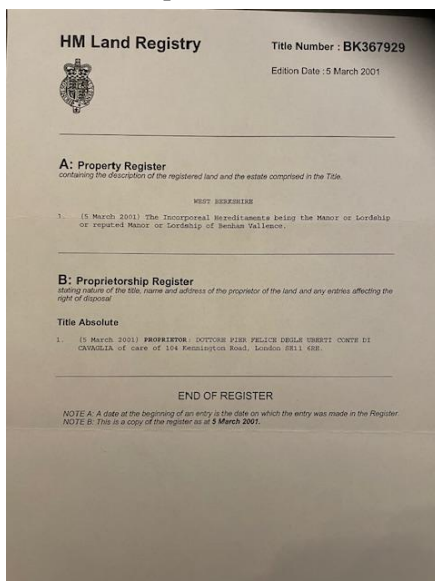 HM Land Registry
Title Number : BK367929
Edition Date : 5 March 2001
A: Property Register
containing the description of the registered land and the estate comprised in the Title.
WEST BERKSHIRE
1. (5 March 2001) The Incorporeal Hereditaments being the Manor or Lordship
or reputed Manor or Lordship of Benham Vallence.
B: Proprietorship Register
stating nature of the title, name and address of the proprietor of the land and any entries affecting the
right of disposal
Title Absolute
1. (5 March 2001) PROPRIETOR: DOTTORE PIER FELICE DEGLE UBERTI CONTE DI
CAVAGLIA of care of 104 Kennington Road, London SE11 6RE.
END OF REGISTER
NOTE A: A date at the beginning of an entry is the date on which the entry was made in the Register.
NOTE B: This is a copy of the register as at 5 March 2001.